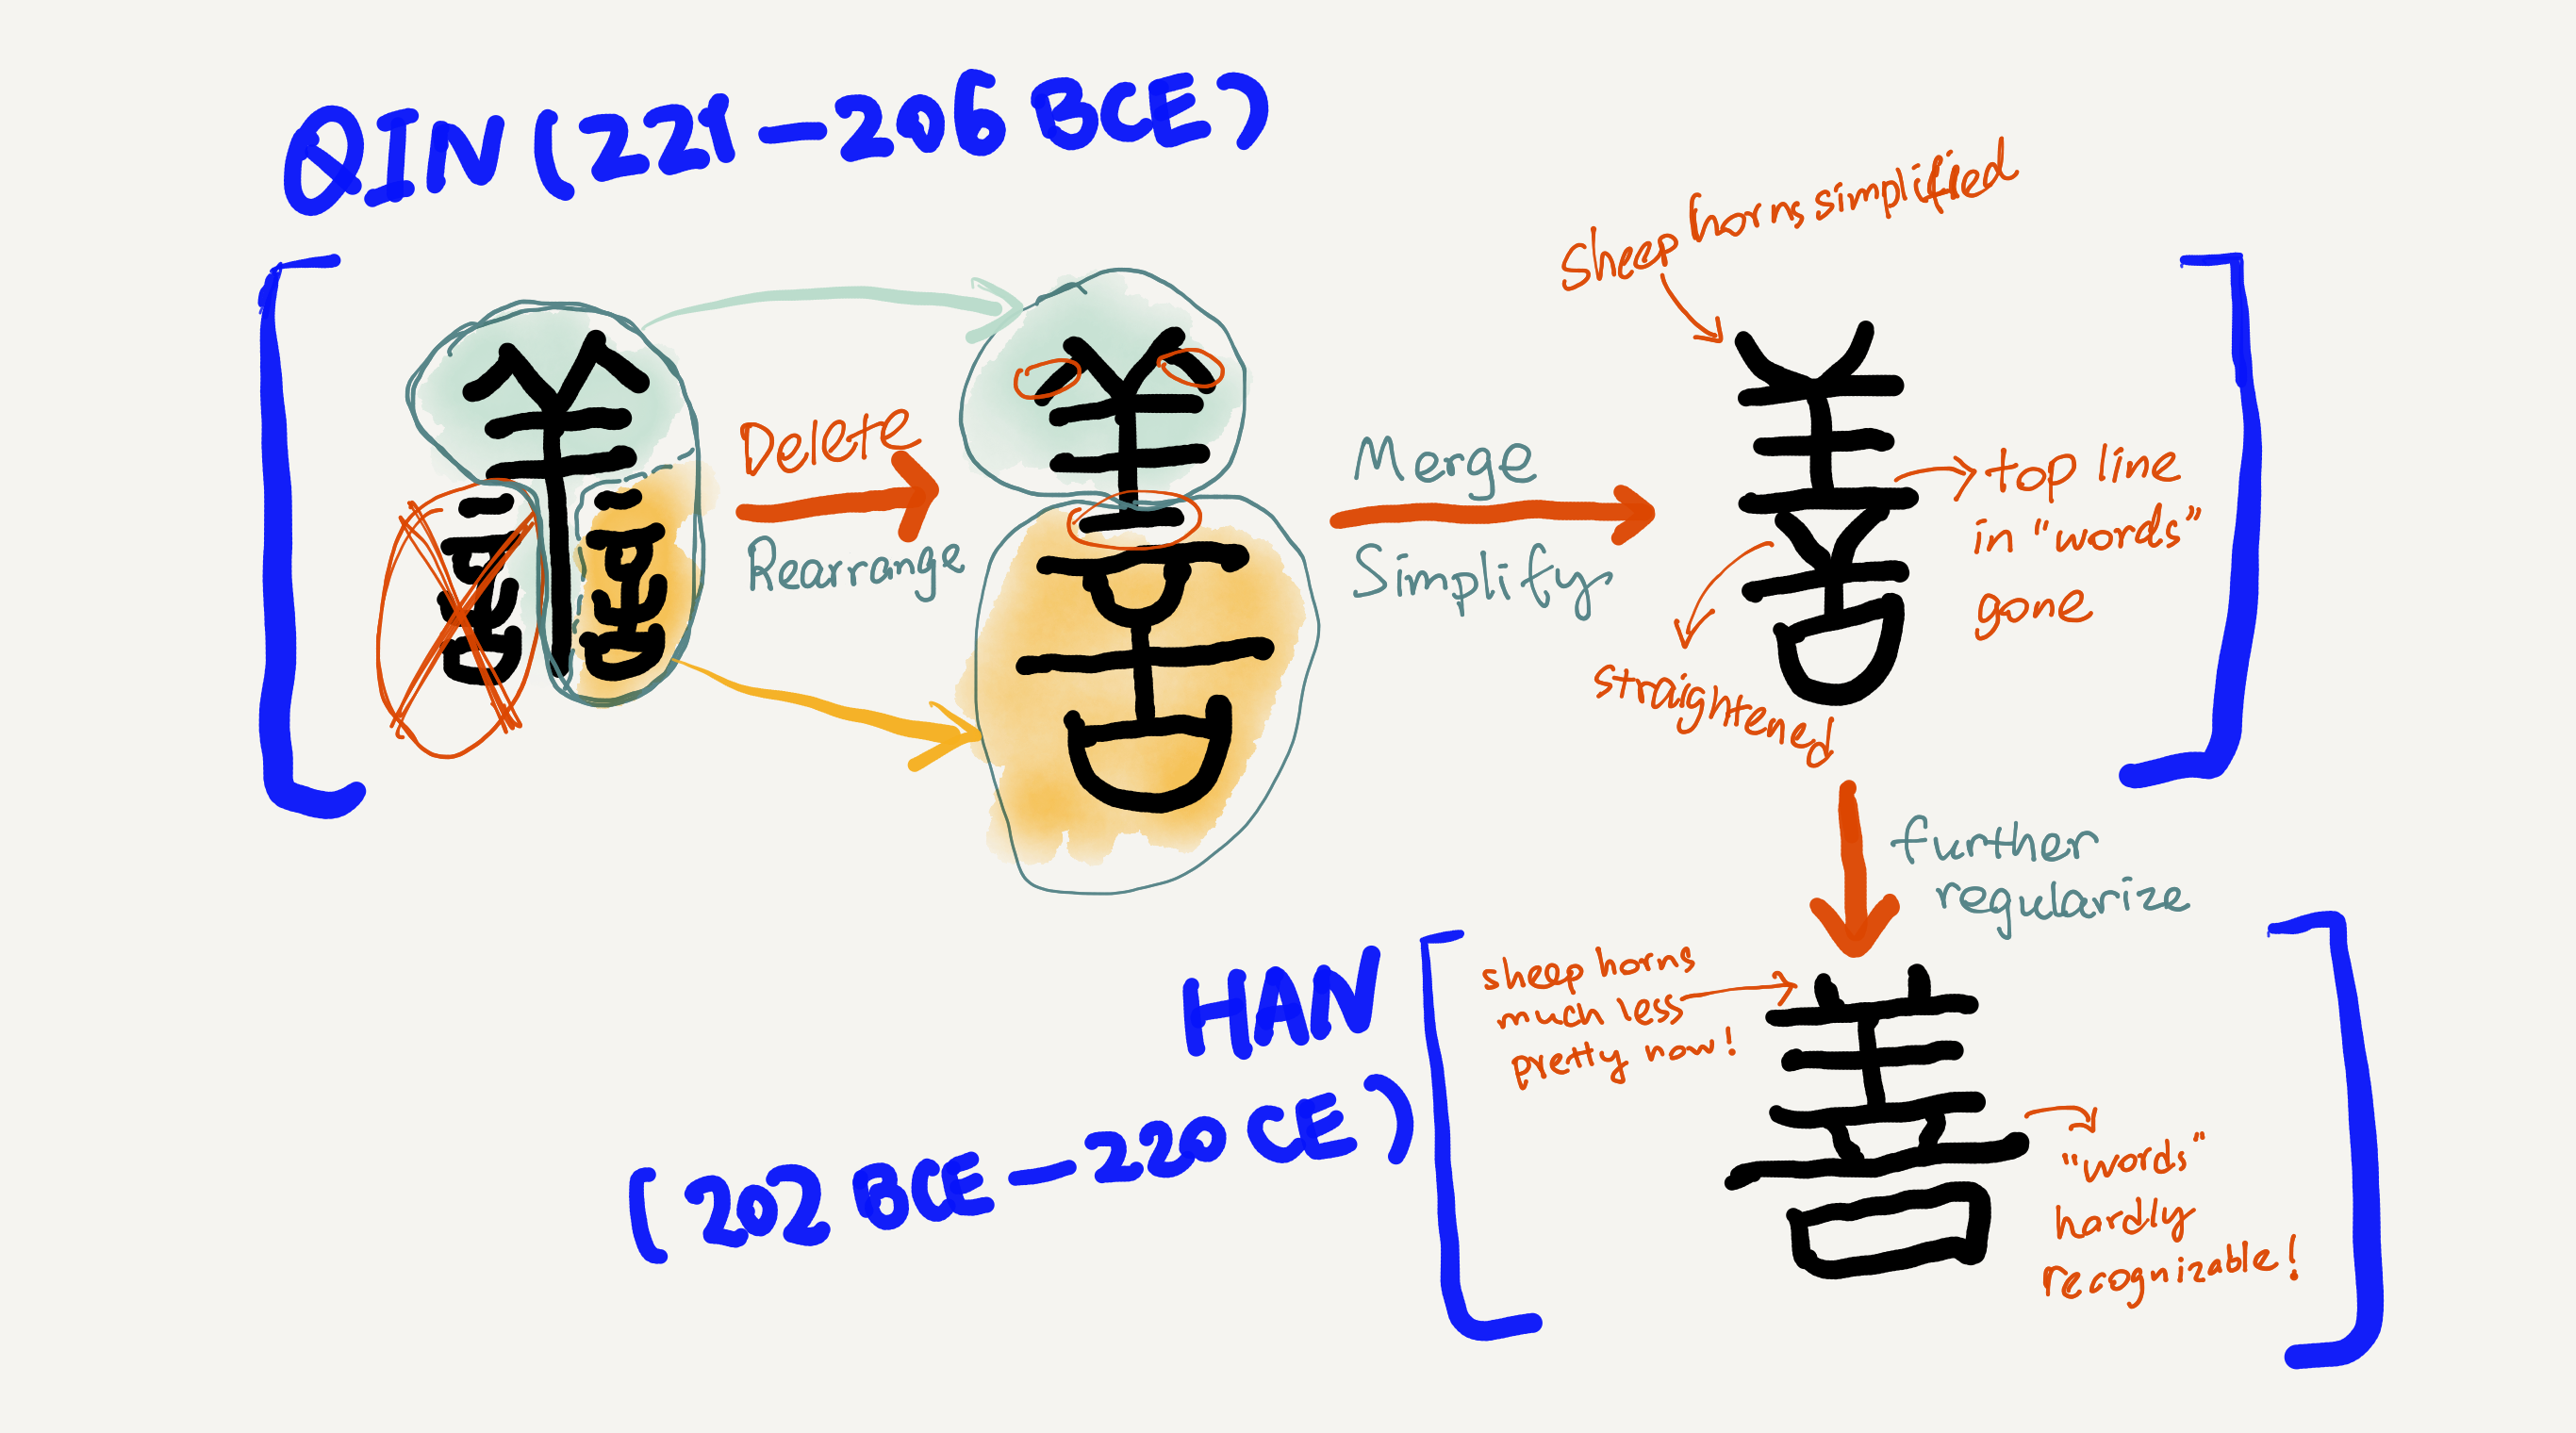 QIN (221 – 206 BCE)
Sheep horns simplified
Delete
Rearrange
Merge
Simplify
善
top line
in "words"
gone
straightened
further
regularize
HAN
(202 BCE – 220 CE)
sheep horns
much less
pretty now!
善
"words"
hardly
recognizable!